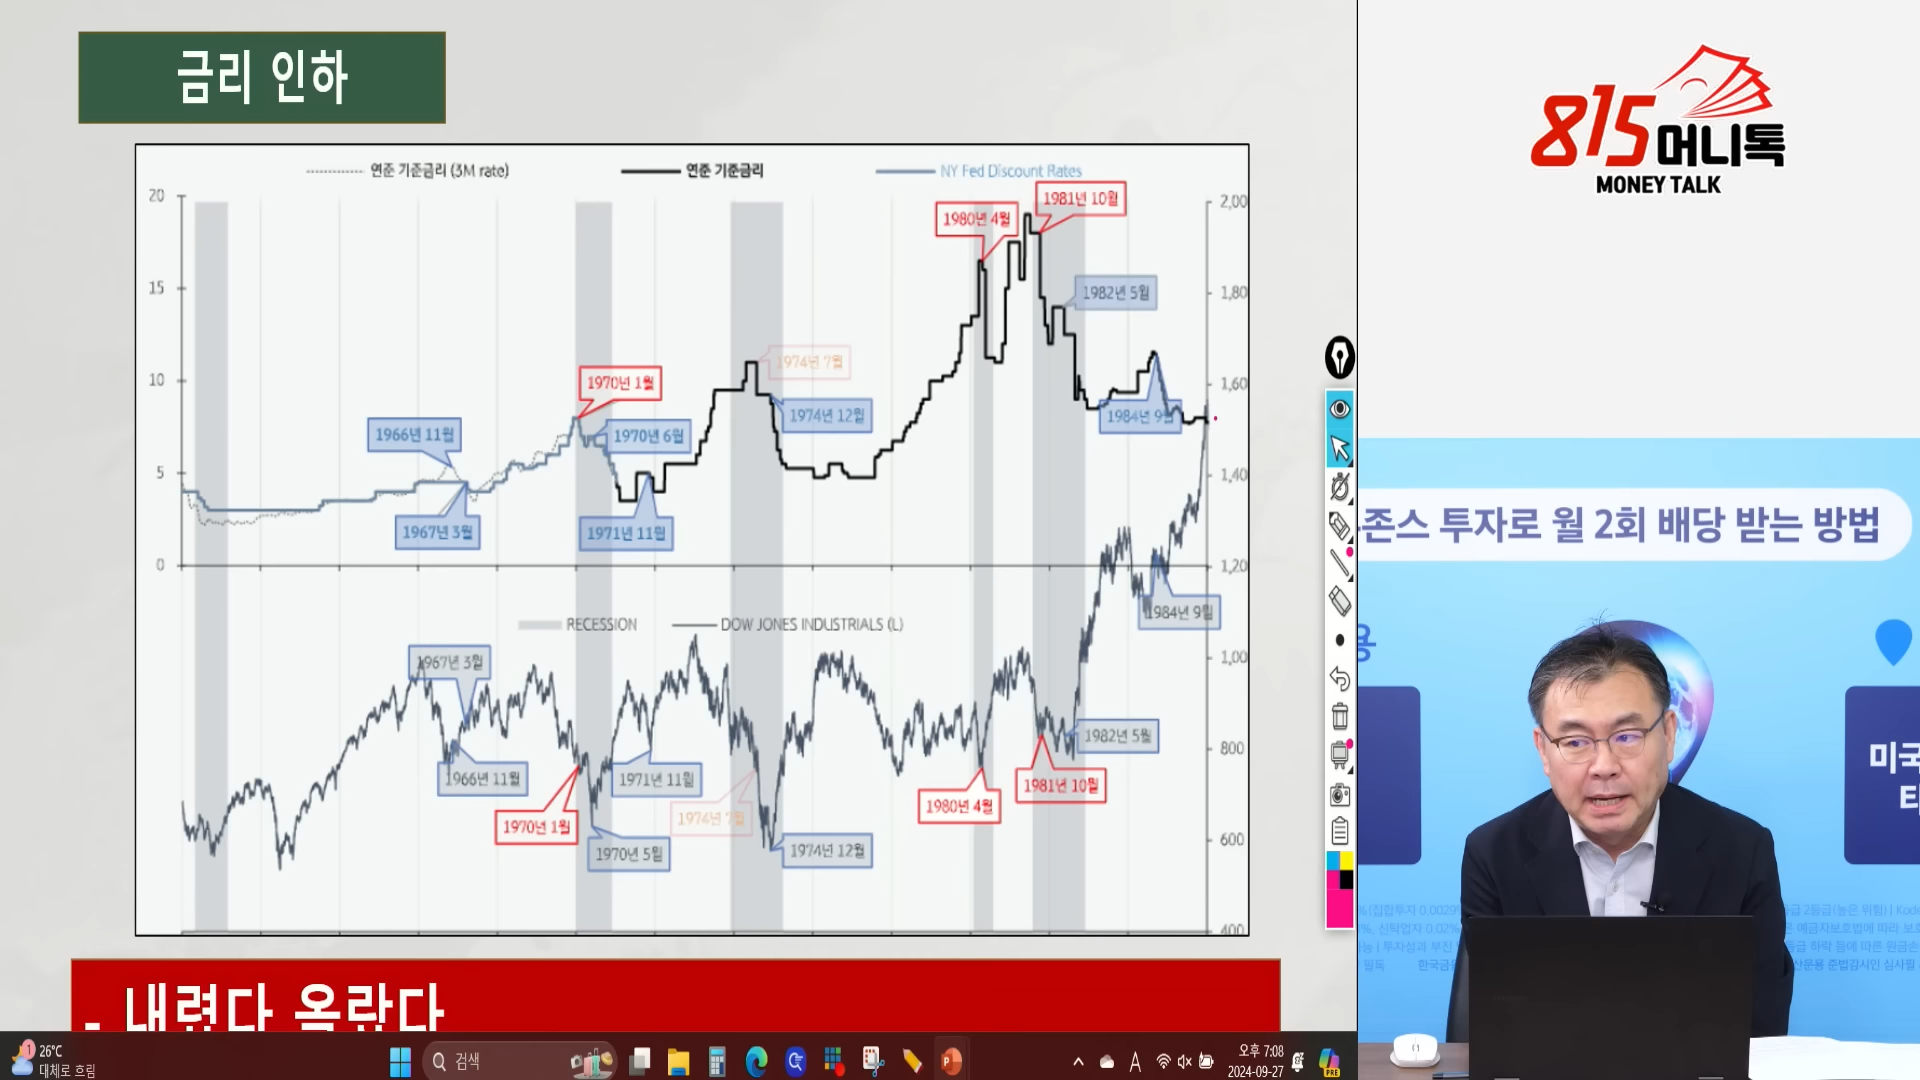 금리 인하
연준 기준금리 (3M rate)
연준 기준금리
NY Fed Discount Rates
20
15
10
5
0
2,00
1,80
1,60
1,40
1,20
1,00
800
600
400
1966년 11월
1967년 3월
1970년 1월
1970년 6월
1971년 11월
1974년 7월
1974년 12월
1980년 4월
1981년 10월
1982년 5월
1984년 9월
RECESSION
DOW JONES INDUSTRIALS (L)
1967년 3월
1966년 11월
1970년 1월
1970년 5월
1971년 11월
1974년 7월
1974년 12월
1980년 4월
1981년 10월
1982년 5월
1984년 9월
- 내렸다 올랐다
815머니톡
MONEY TALK
존스 투자로 월 2회 배당 받는 방법
용
미국
타
26°C
대체로 흐림
검색
A
오후 7:08
2024-09-27
PRE